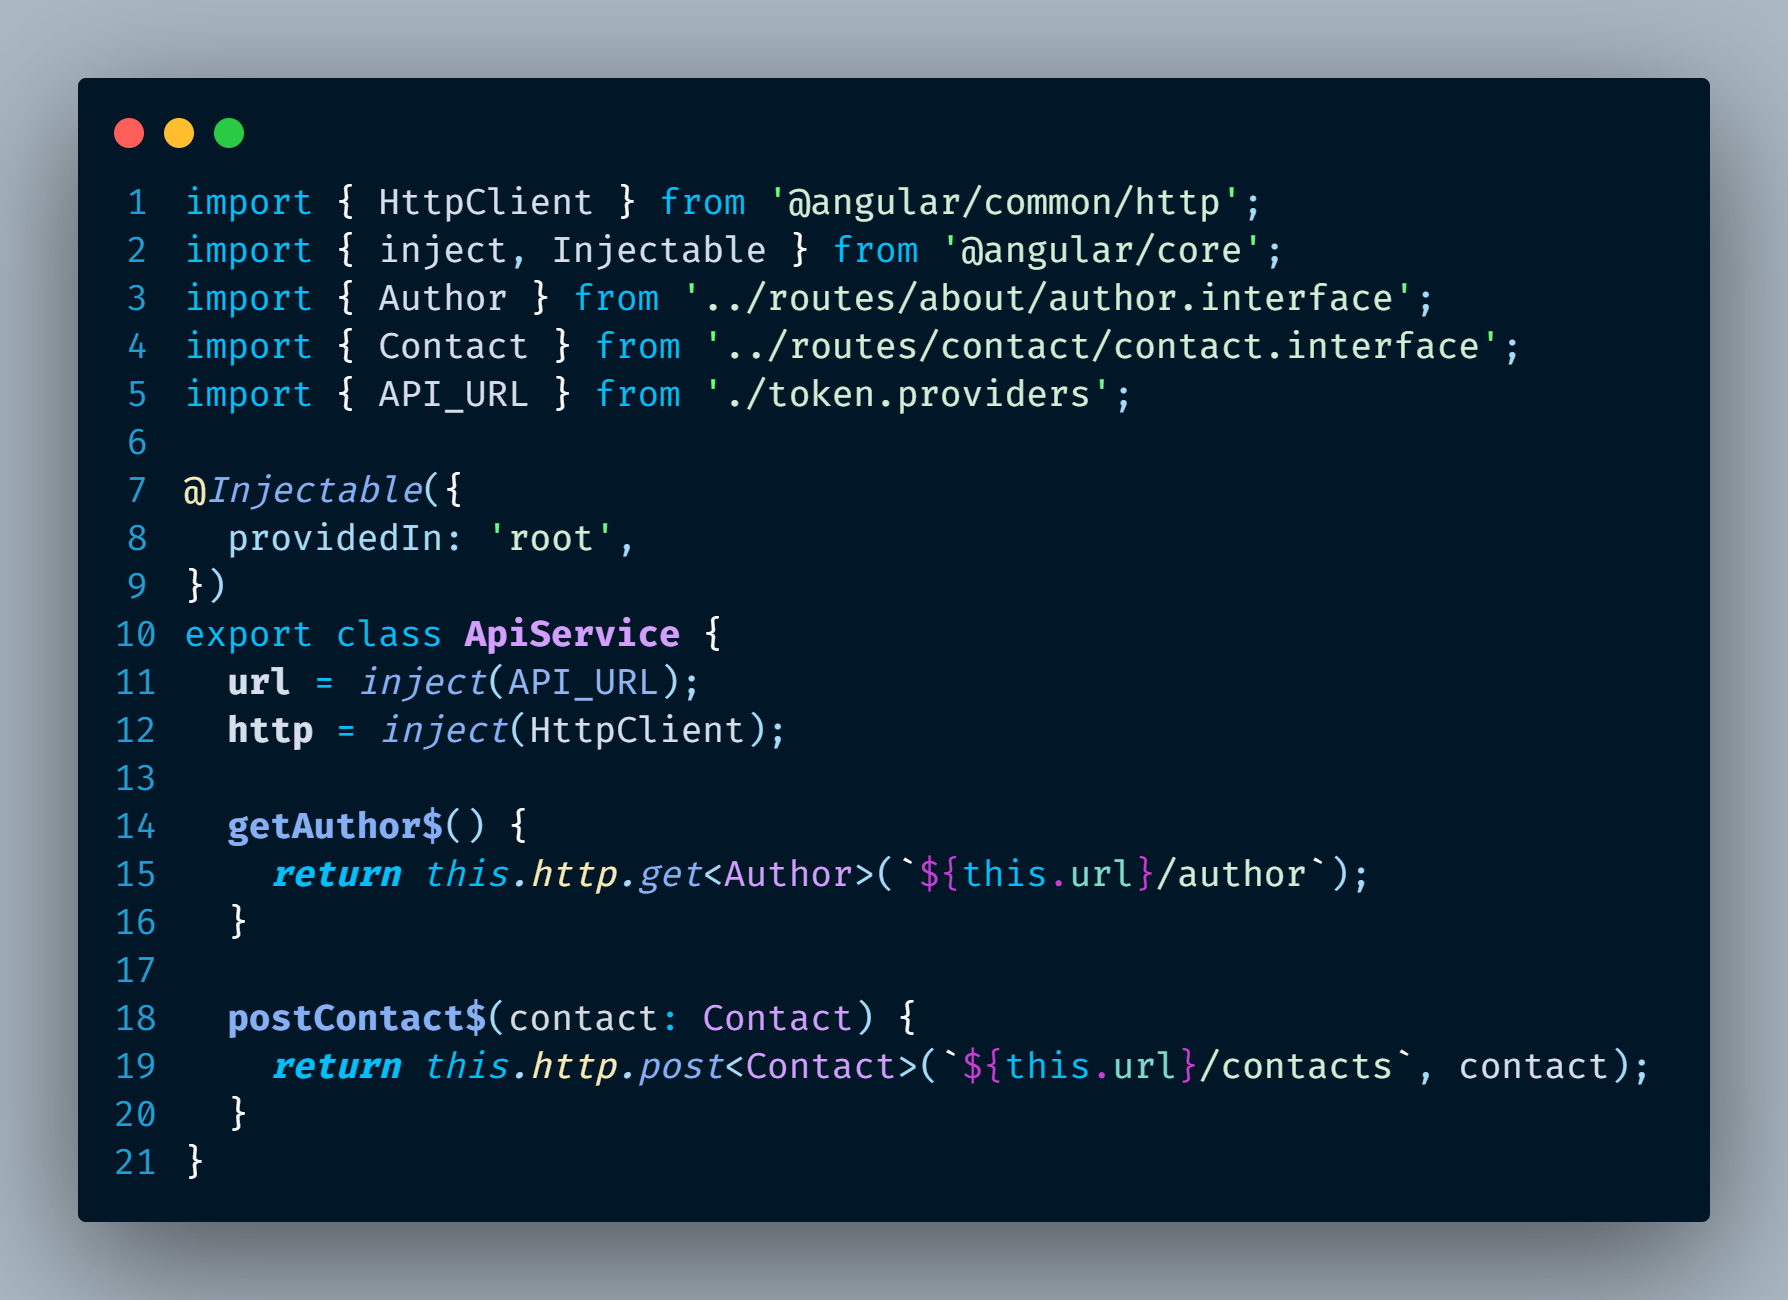 1 import { HttpClient } from '@angular/common/http';
2 import { inject, Injectable } from '@angular/core';
3 import { Author } from '../routes/about/author.interface';
4 import { Contact } from '../routes/contact/contact.interface';
5 import { API_URL } from './token.providers';
6
7 @Injectable({
8   providedIn: 'root',
9 })
10 export class ApiService {
11   url = inject(API_URL);
12   http = inject(HttpClient);
13
14   getAuthor$() {
15     return this.http.get<Author>(`${this.url}/author`);
16   }
17
18   postContact$(contact: Contact) {
19     return this.http.post<Contact>(`${this.url}/contacts`, contact);
20   }
21 }